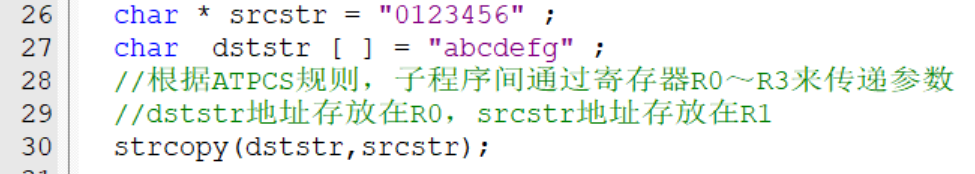 26 char * srcstr = "0123456" ;
27 char  dststr [ ] = "abcdefg" ;
28 //根据ATPCS规则，子程序间通过寄存器R0～R3来传递参数
29 //dststr地址存放在R0，srcstr地址存放在R1
30 strcopy(dststr,srcstr);